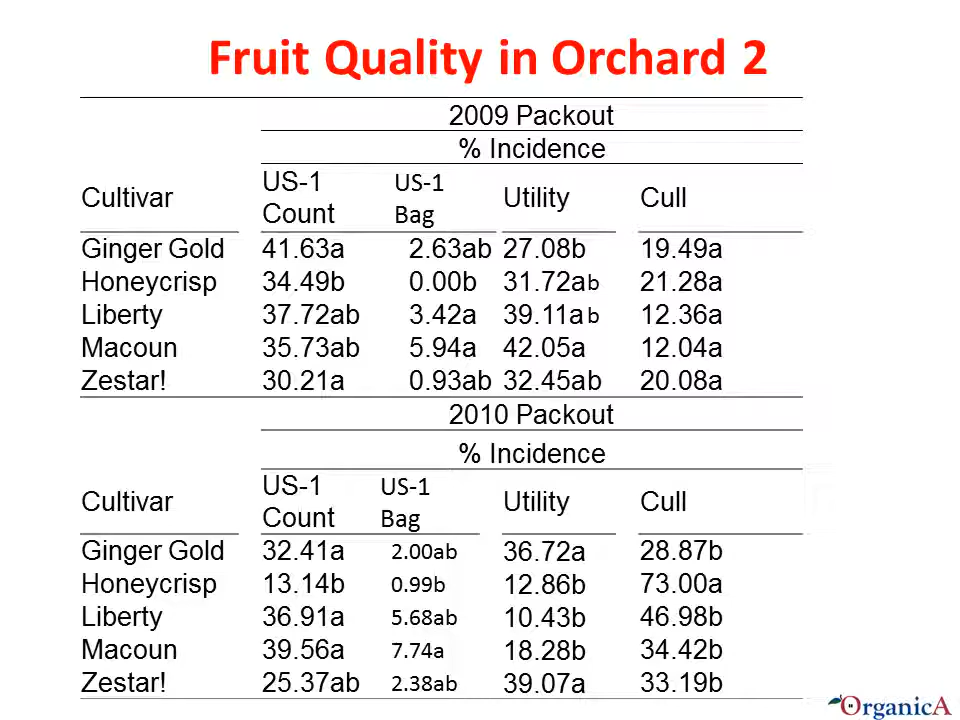 Fruit Quality in Orchard 2
2009 Packout
% Incidence
Cultivar US-1 Count US-1 Bag Utility Cull
Ginger Gold 41.63a 2.63ab 27.08b 19.49a
Honeycrisp 34.49b 0.00b 31.72ab 21.28a
Liberty 37.72ab 3.42a 39.11ab 12.36a
Macoun 35.73ab 5.94a 42.05a 12.04a
Zestar! 30.21a 0.93ab 32.45ab 20.08a
2010 Packout
% Incidence
Cultivar US-1 Count US-1 Bag Utility Cull
Ginger Gold 32.41a 2.00ab 36.72a 28.87b
Honeycrisp 13.14b 0.99b 12.86b 73.00a
Liberty 36.91a 5.68ab 10.43b 46.98b
Macoun 39.56a 7.74a 18.28b 34.42b
Zestar! 25.37ab 2.38ab 39.07a 33.19b
OrganicA